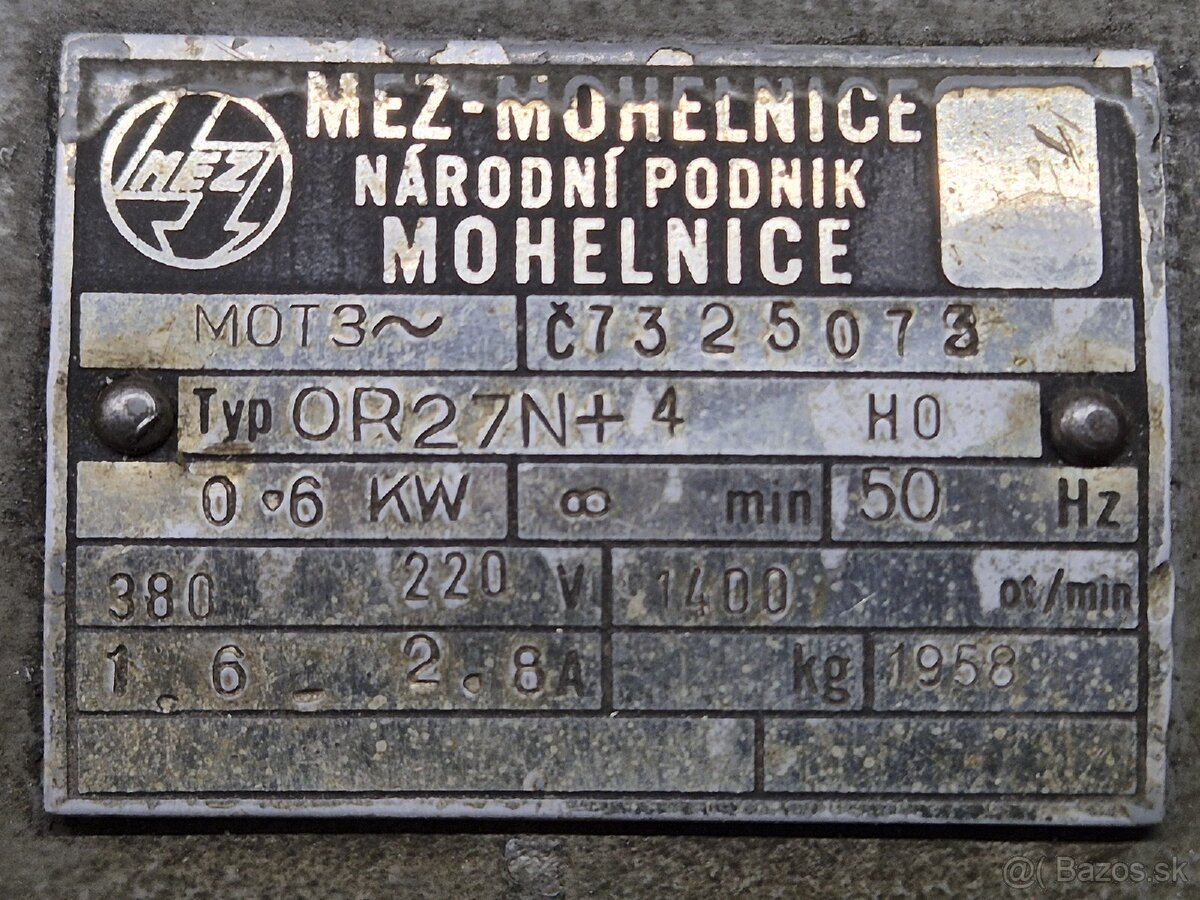 MEZ
MEZ-MOHELNICE
NÁRODNÍ PODNIK
MOHELNICE
MOT3~ č7325073
Typ OR27N+4 HO
0.6 KW ∞ min 50 Hz
380 220 V 1400 ot/min
1.6 - 2.8A kg 1958
@( Bazos.sk